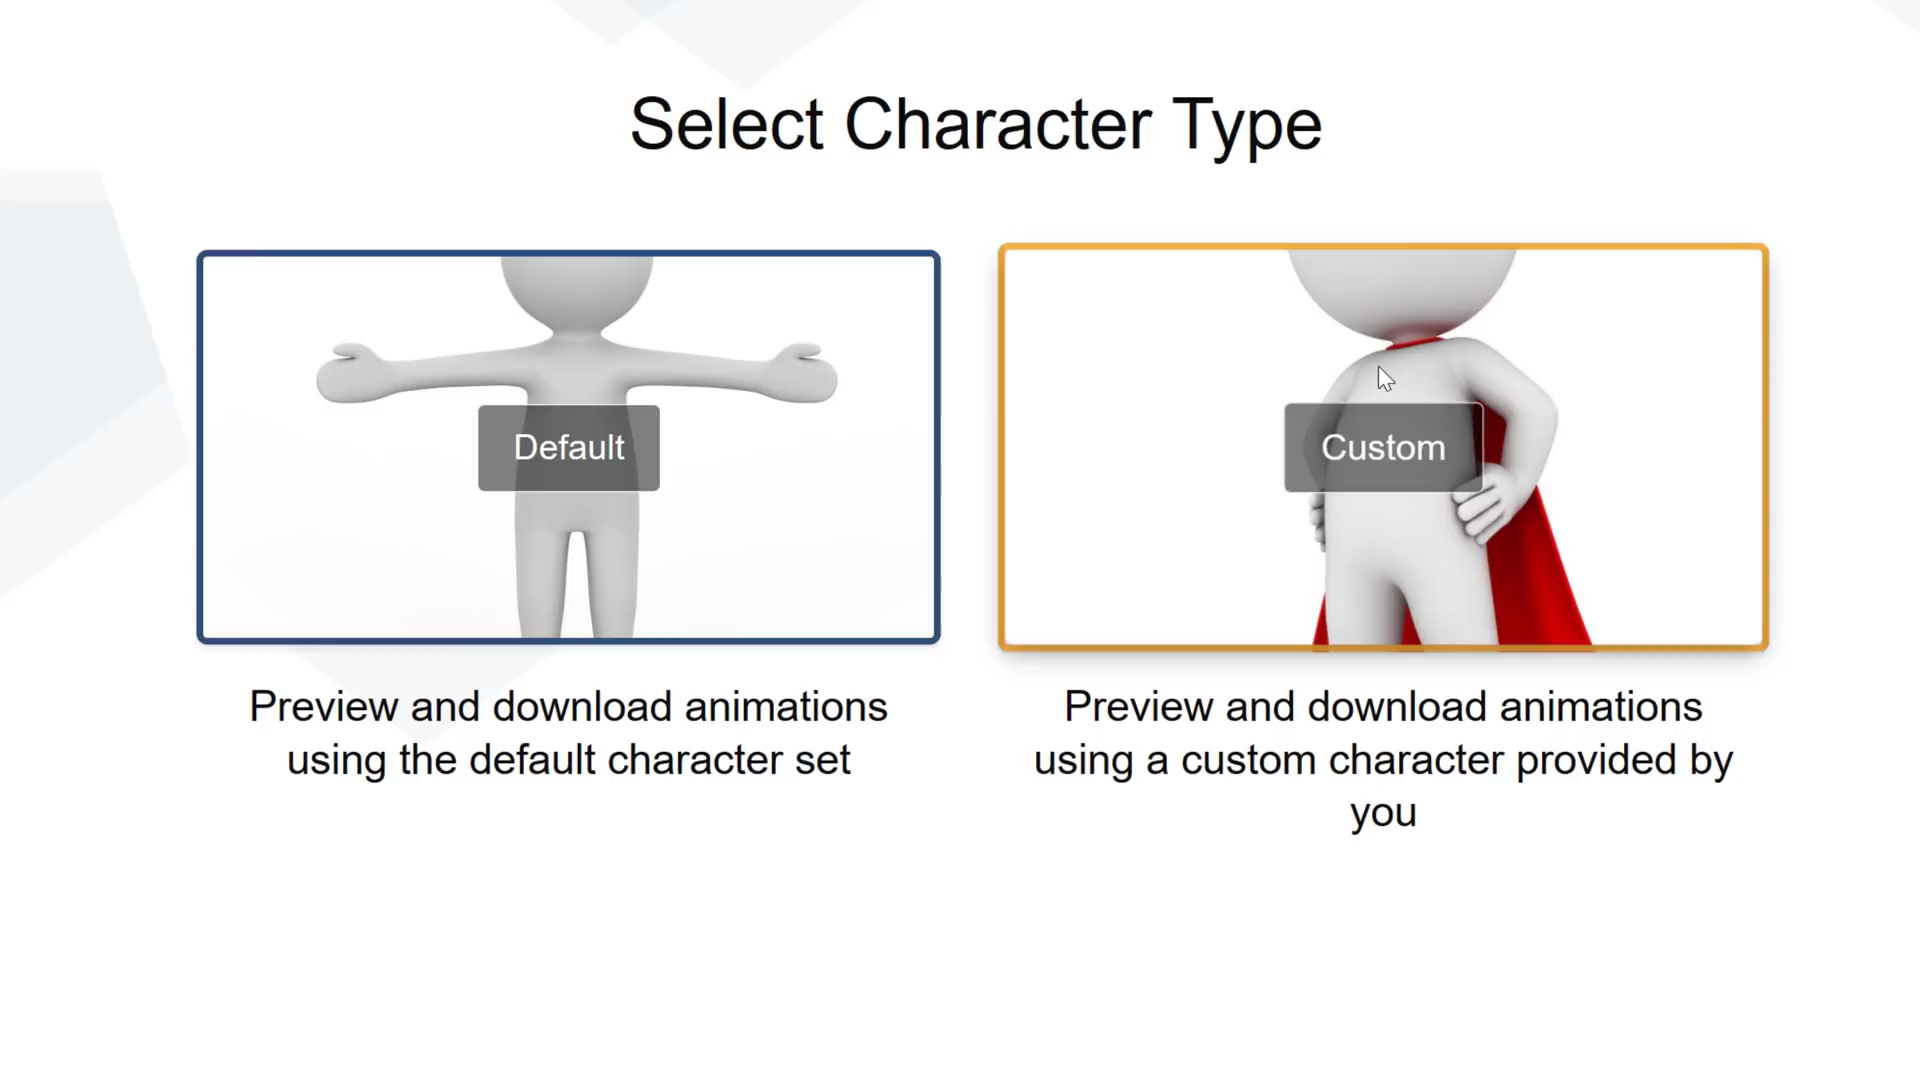 Select Character Type
Default
Custom
Preview and download animations
using the default character set
Preview and download animations
using a custom character provided by
you